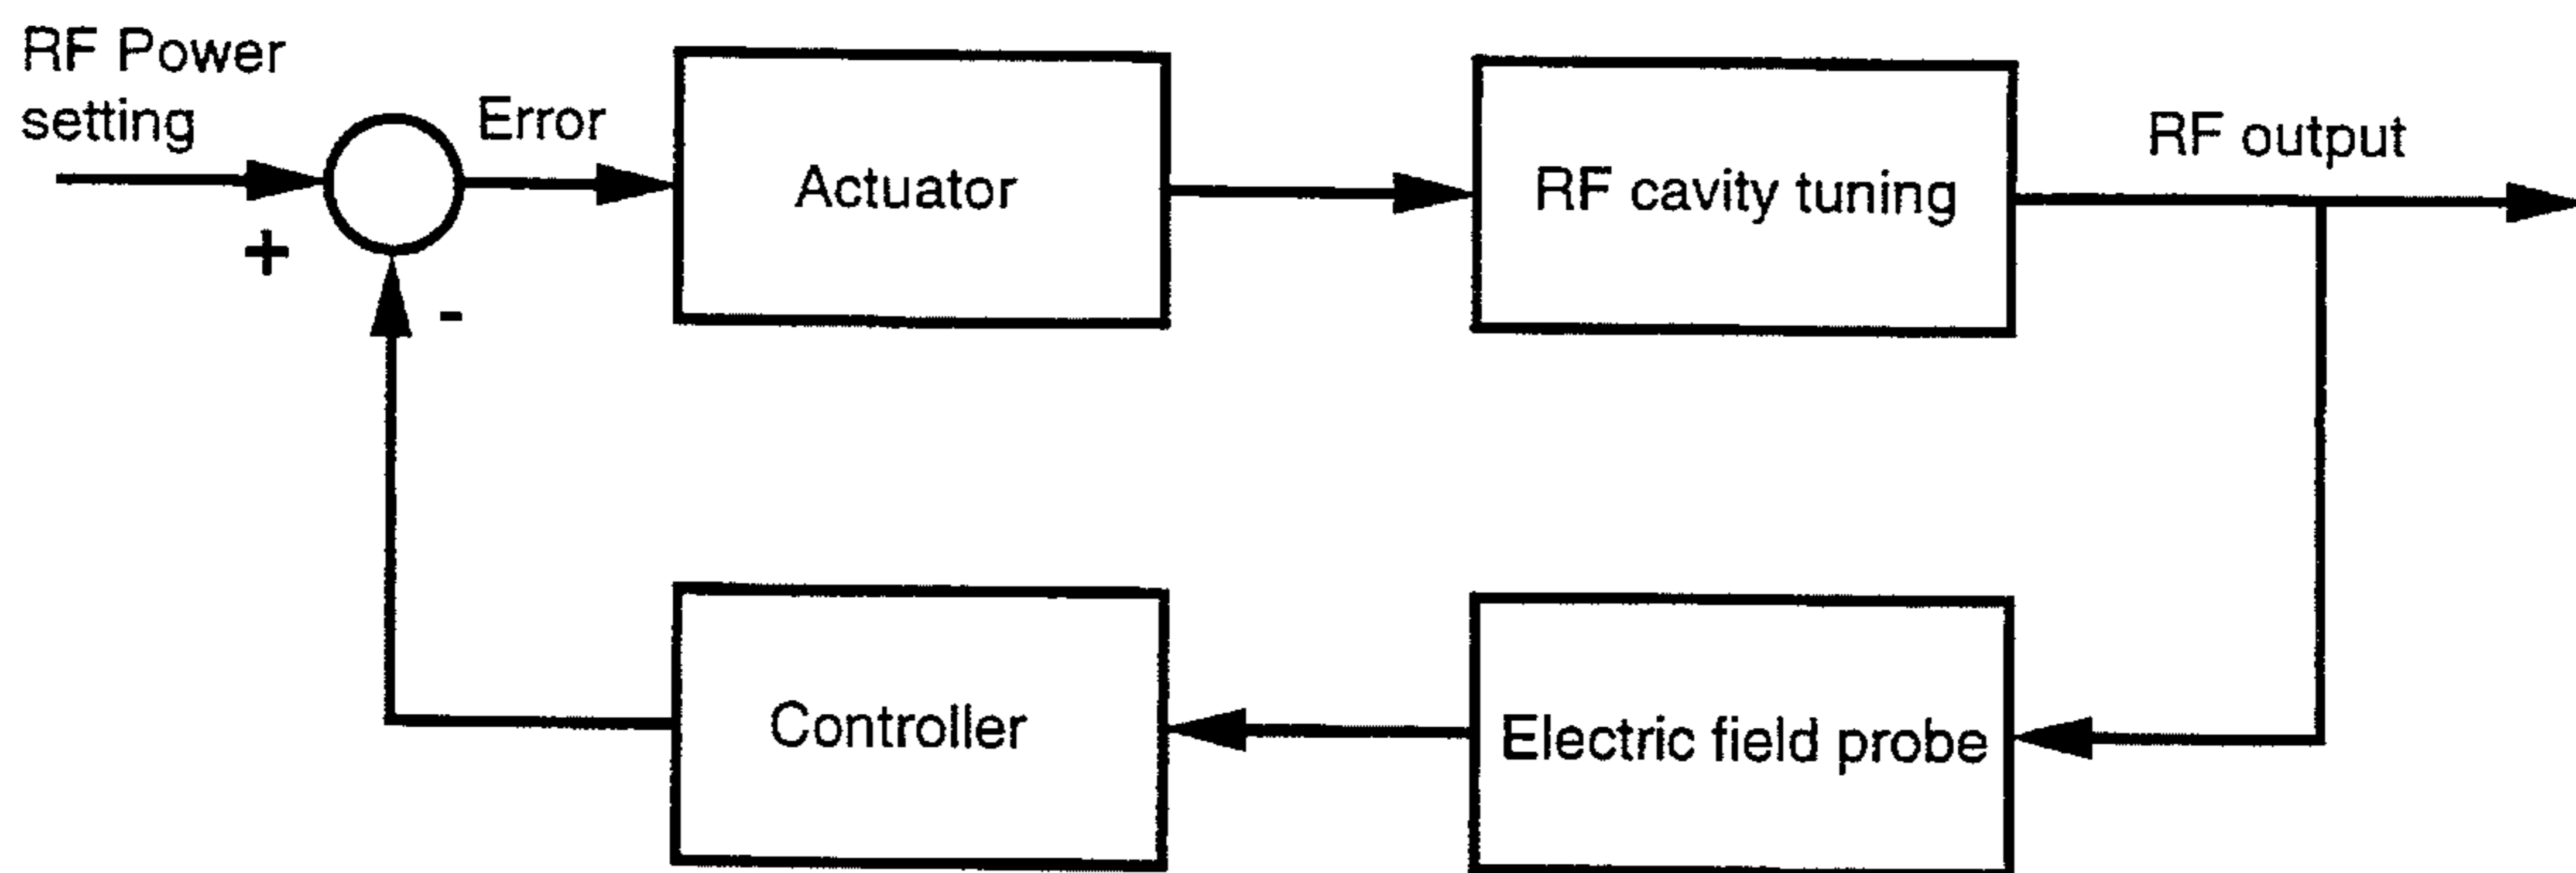 RF Power
setting
Error
+
-
Actuator
RF cavity tuning
RF output
Controller
Electric field probe